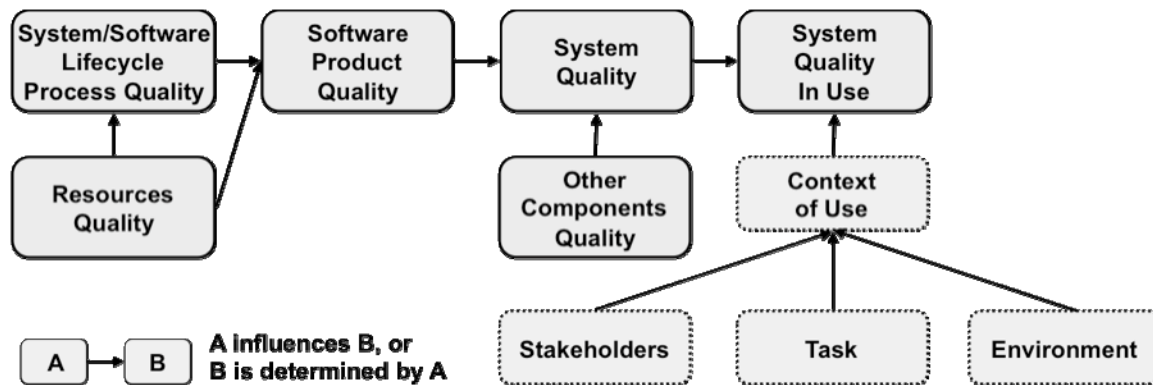 System/Software
Lifecycle
Process Quality
Software
Product
Quality
System
Quality
System
Quality
In Use
Resources
Quality
Other
Components
Quality
Context
of Use
Stakeholders
Task
Environment
A
B
A influences B, or
B is determined by A